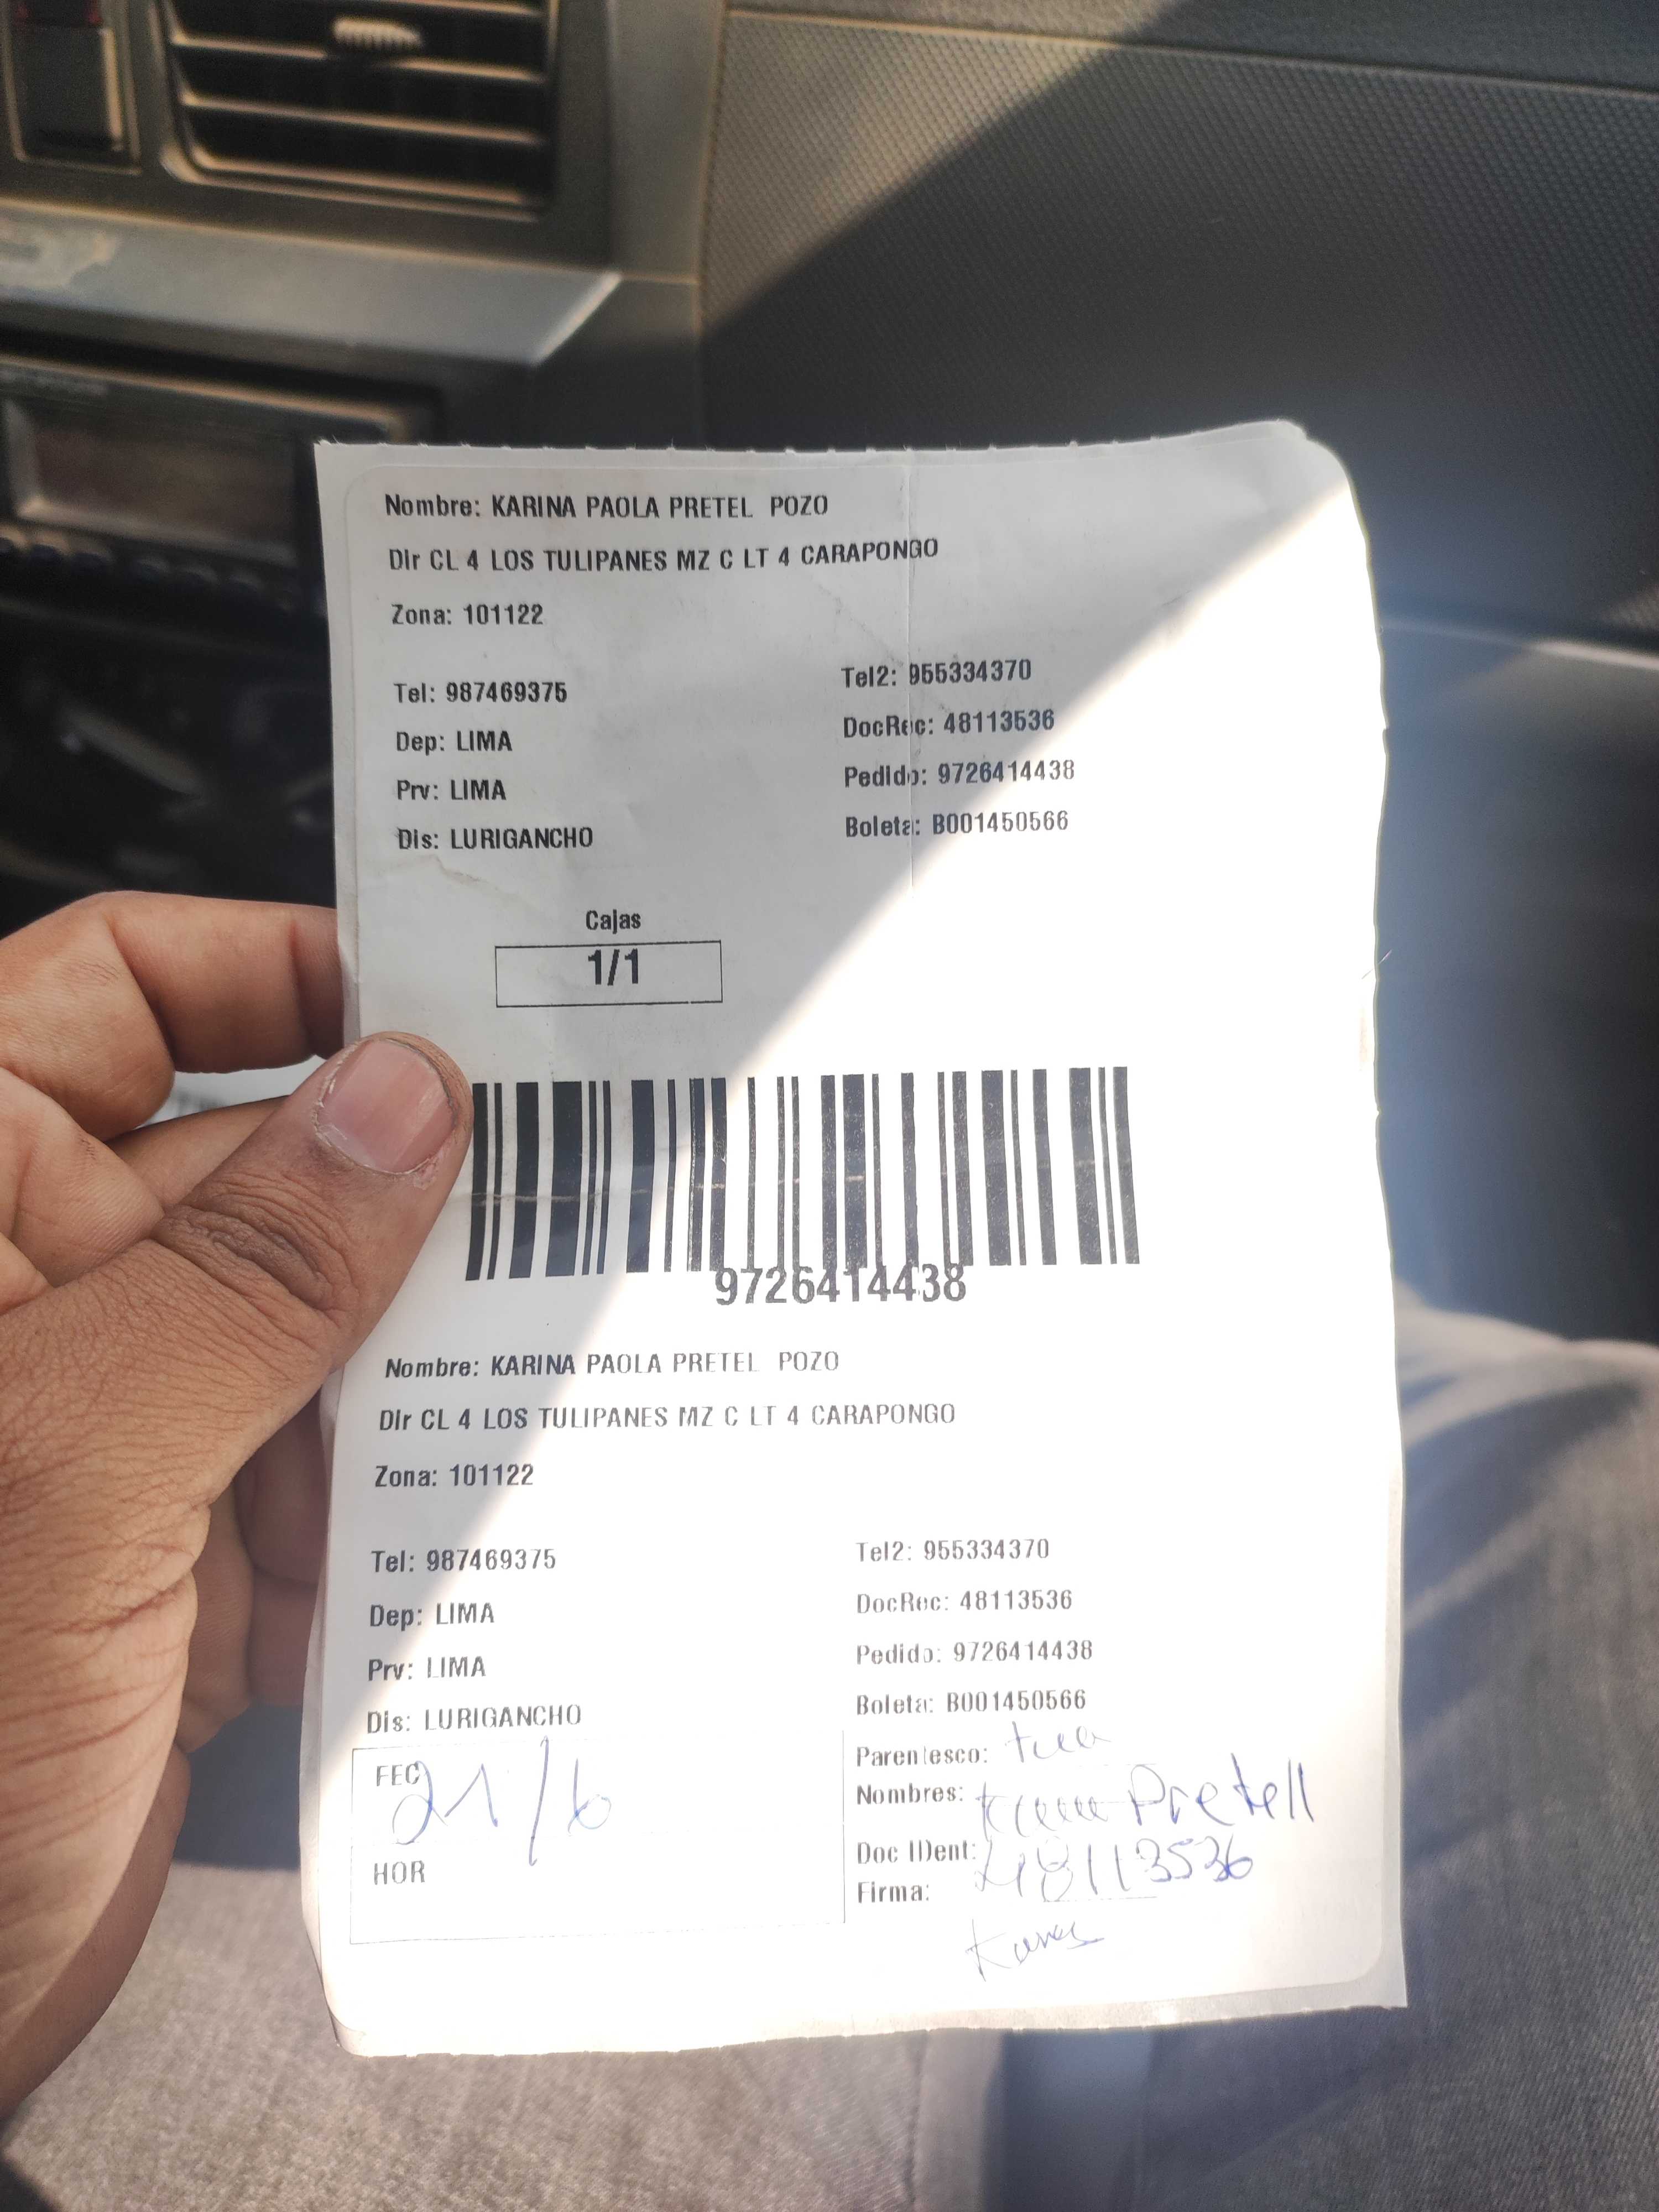 Nombre: KARINA PAOLA PRETEL POZO
Dir CL 4 LOS TULIPANES MZ C LT 4 CARAPONGO
Zona: 101122
Tel: 987469375 Tel2: 955334370
Dep: LIMA DocRec: 48113536
Prv: LIMA Pedido: 9726414438
Dis: LURIGANCHO Boleta: B001450566
Cajas
1/1
9726414438
Nombre: KARINA PAOLA PRETEL POZO
Dir CL 4 LOS TULIPANES MZ C LT 4 CARAPONGO
Zona: 101122
Tel: 987469375 Tel2: 955334370
Dep: LIMA DocRec: 48113536
Prv: LIMA Pedido: 9726414438
Dis: LURIGANCHO Boleta: B001450566
Parentesco:
FEC 21/6 Nombres: Pretell
Doc IDent: 48113536
HOR Firma: